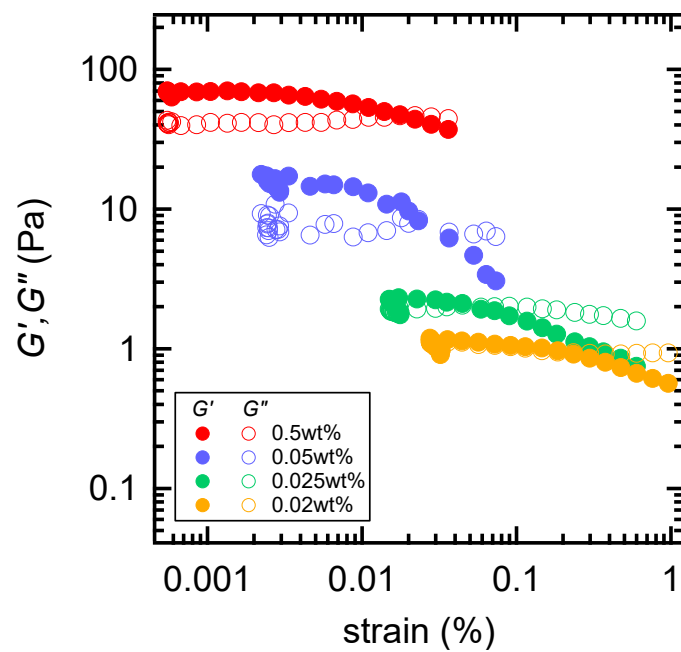 100
10
1
0.1
G′, G″ (Pa)
G′ G″
0.5wt%
0.05wt%
0.025wt%
0.02wt%
0.001 0.01 0.1 1
strain (%)